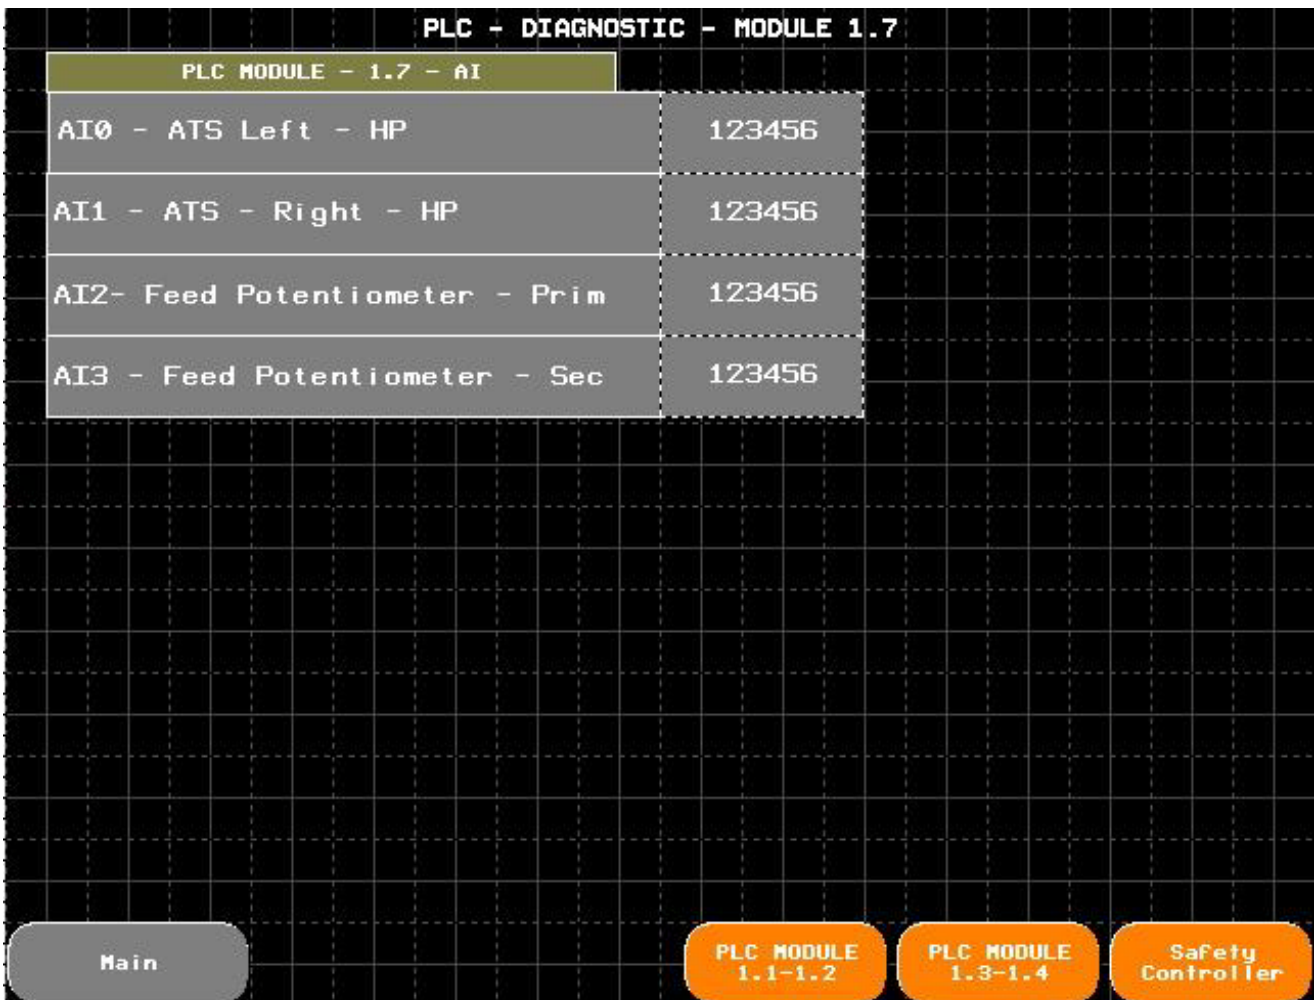 PLC - DIAGNOSTIC - MODULE 1.7
PLC MODULE - 1.7 - AI
AI0 - ATS Left - HP 123456
AI1 - ATS - Right - HP 123456
AI2- Feed Potentiometer - Prim 123456
AI3 - Feed Potentiometer - Sec 123456
Main
PLC MODULE
1.1-1.2
PLC MODULE
1.3-1.4
Safety
Controller